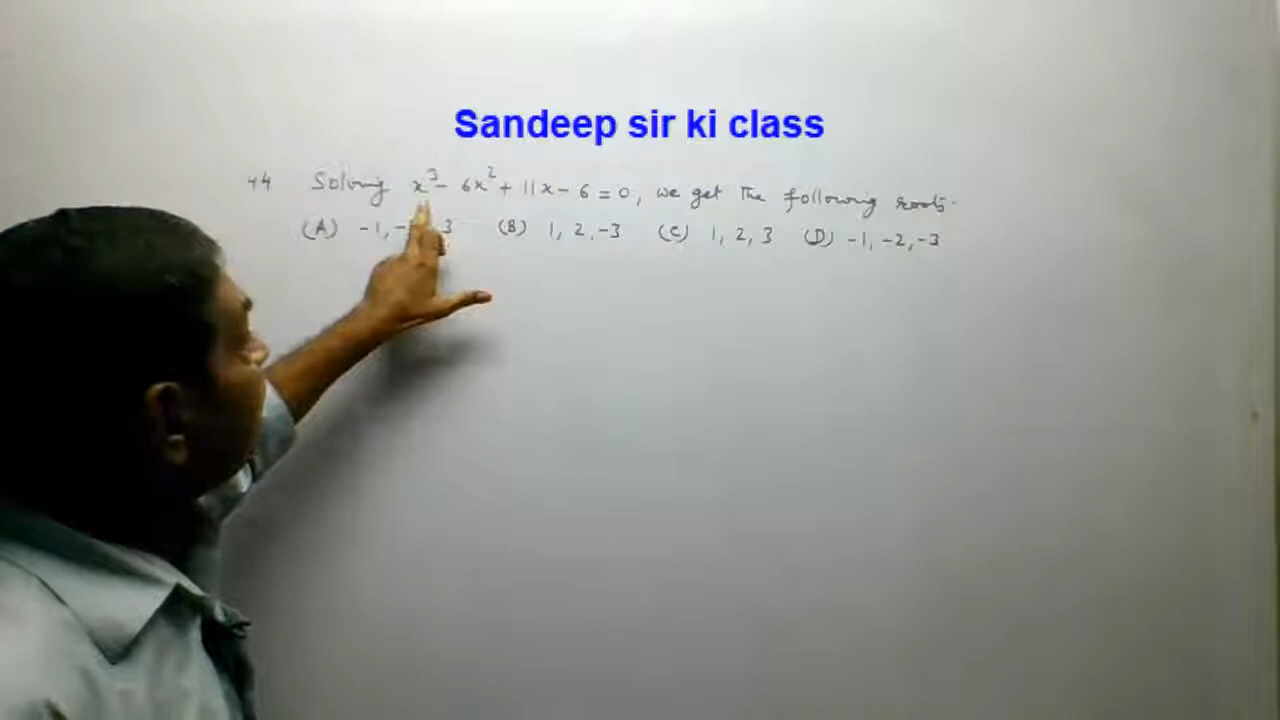 Sandeep sir ki class
44 Solving x³ - 6x² + 11x - 6 = 0, we get the following roots.
(A) -1, - 3 (B) 1, 2, -3 (C) 1, 2, 3 (D) -1, -2, -3